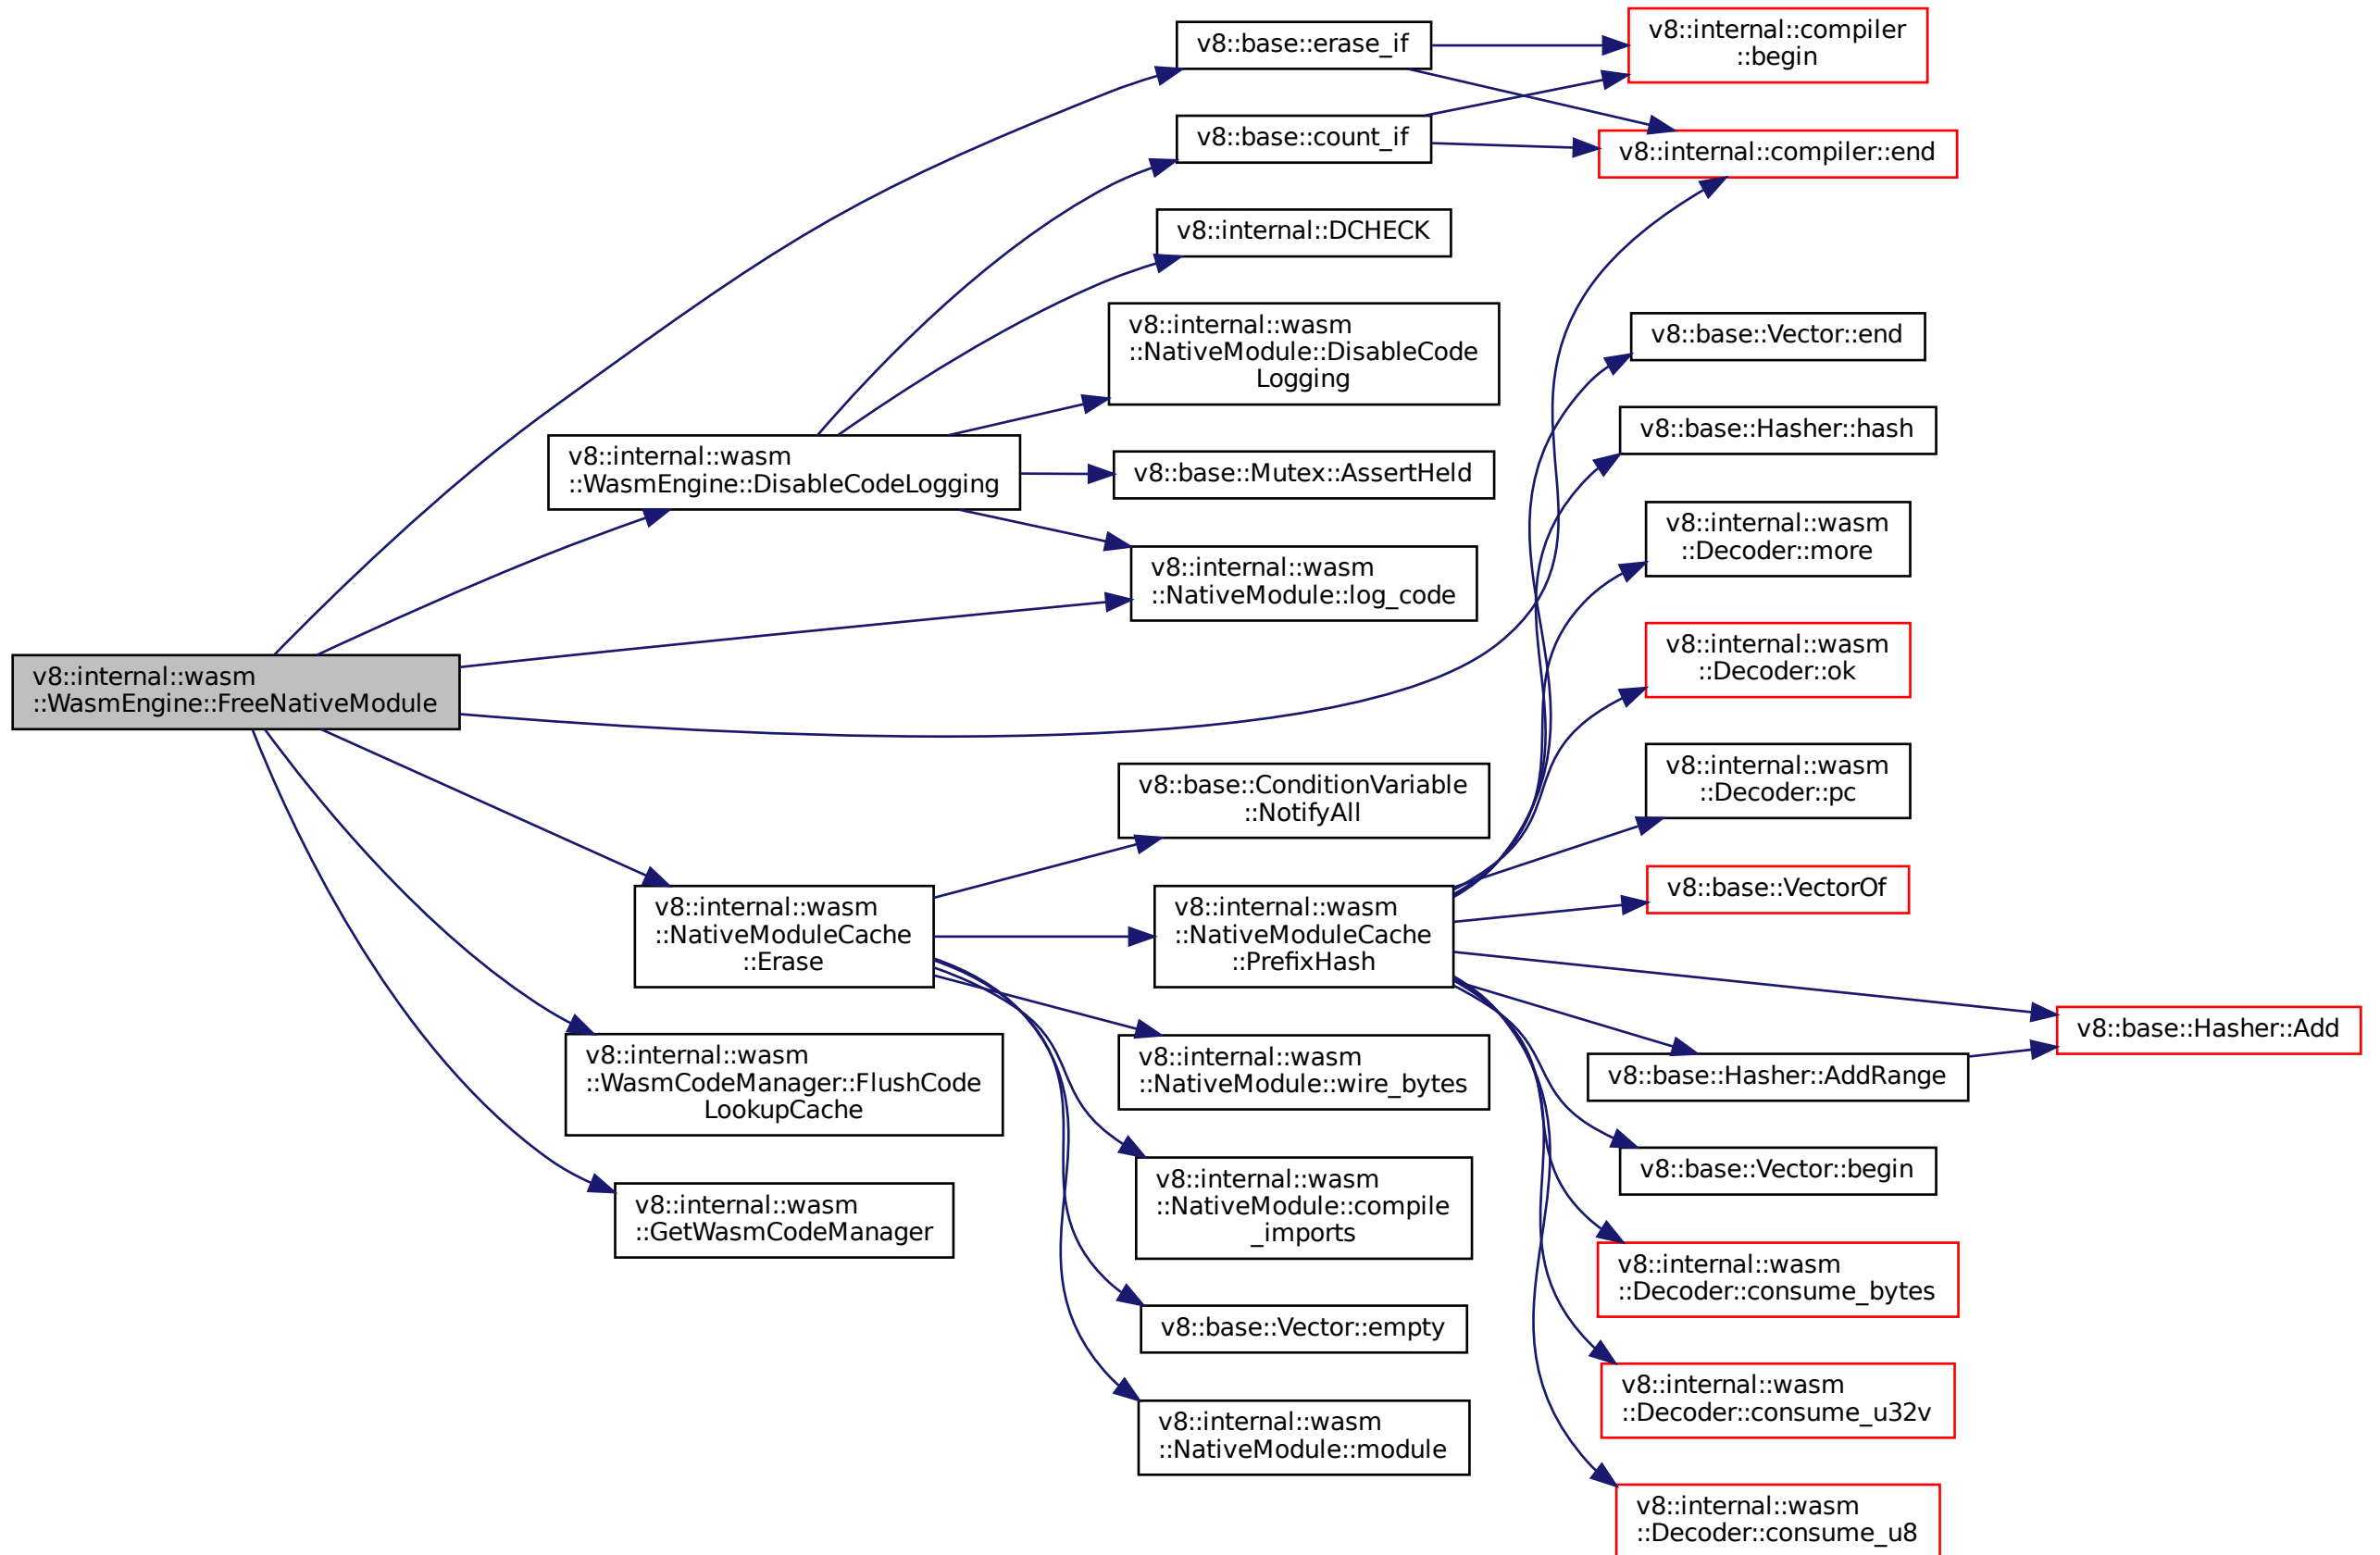 v8::base::erase_if
v8::internal::compiler
::begin
v8::base::count_if
v8::internal::compiler::end
v8::internal::DCHECK
v8::internal::wasm
::NativeModule::DisableCode
Logging
v8::base::Vector::end
v8::base::Hasher::hash
v8::internal::wasm
::WasmEngine::DisableCodeLogging
v8::base::Mutex::AssertHeld
v8::internal::wasm
::Decoder::more
v8::internal::wasm
::NativeModule::log_code
v8::internal::wasm
::Decoder::ok
v8::internal::wasm
::WasmEngine::FreeNativeModule
v8::base::ConditionVariable
::NotifyAll
v8::internal::wasm
::Decoder::pc
v8::internal::wasm
::NativeModuleCache
::Erase
v8::internal::wasm
::NativeModuleCache
::PrefixHash
v8::base::VectorOf
v8::base::Hasher::Add
v8::internal::wasm
::WasmCodeManager::FlushCode
LookupCache
v8::internal::wasm
::NativeModule::wire_bytes
v8::base::Hasher::AddRange
v8::internal::wasm
::GetWasmCodeManager
v8::internal::wasm
::NativeModule::compile
_imports
v8::base::Vector::begin
v8::internal::wasm
::Decoder::consume_bytes
v8::base::Vector::empty
v8::internal::wasm
::Decoder::consume_u32v
v8::internal::wasm
::NativeModule::module
v8::internal::wasm
::Decoder::consume_u8